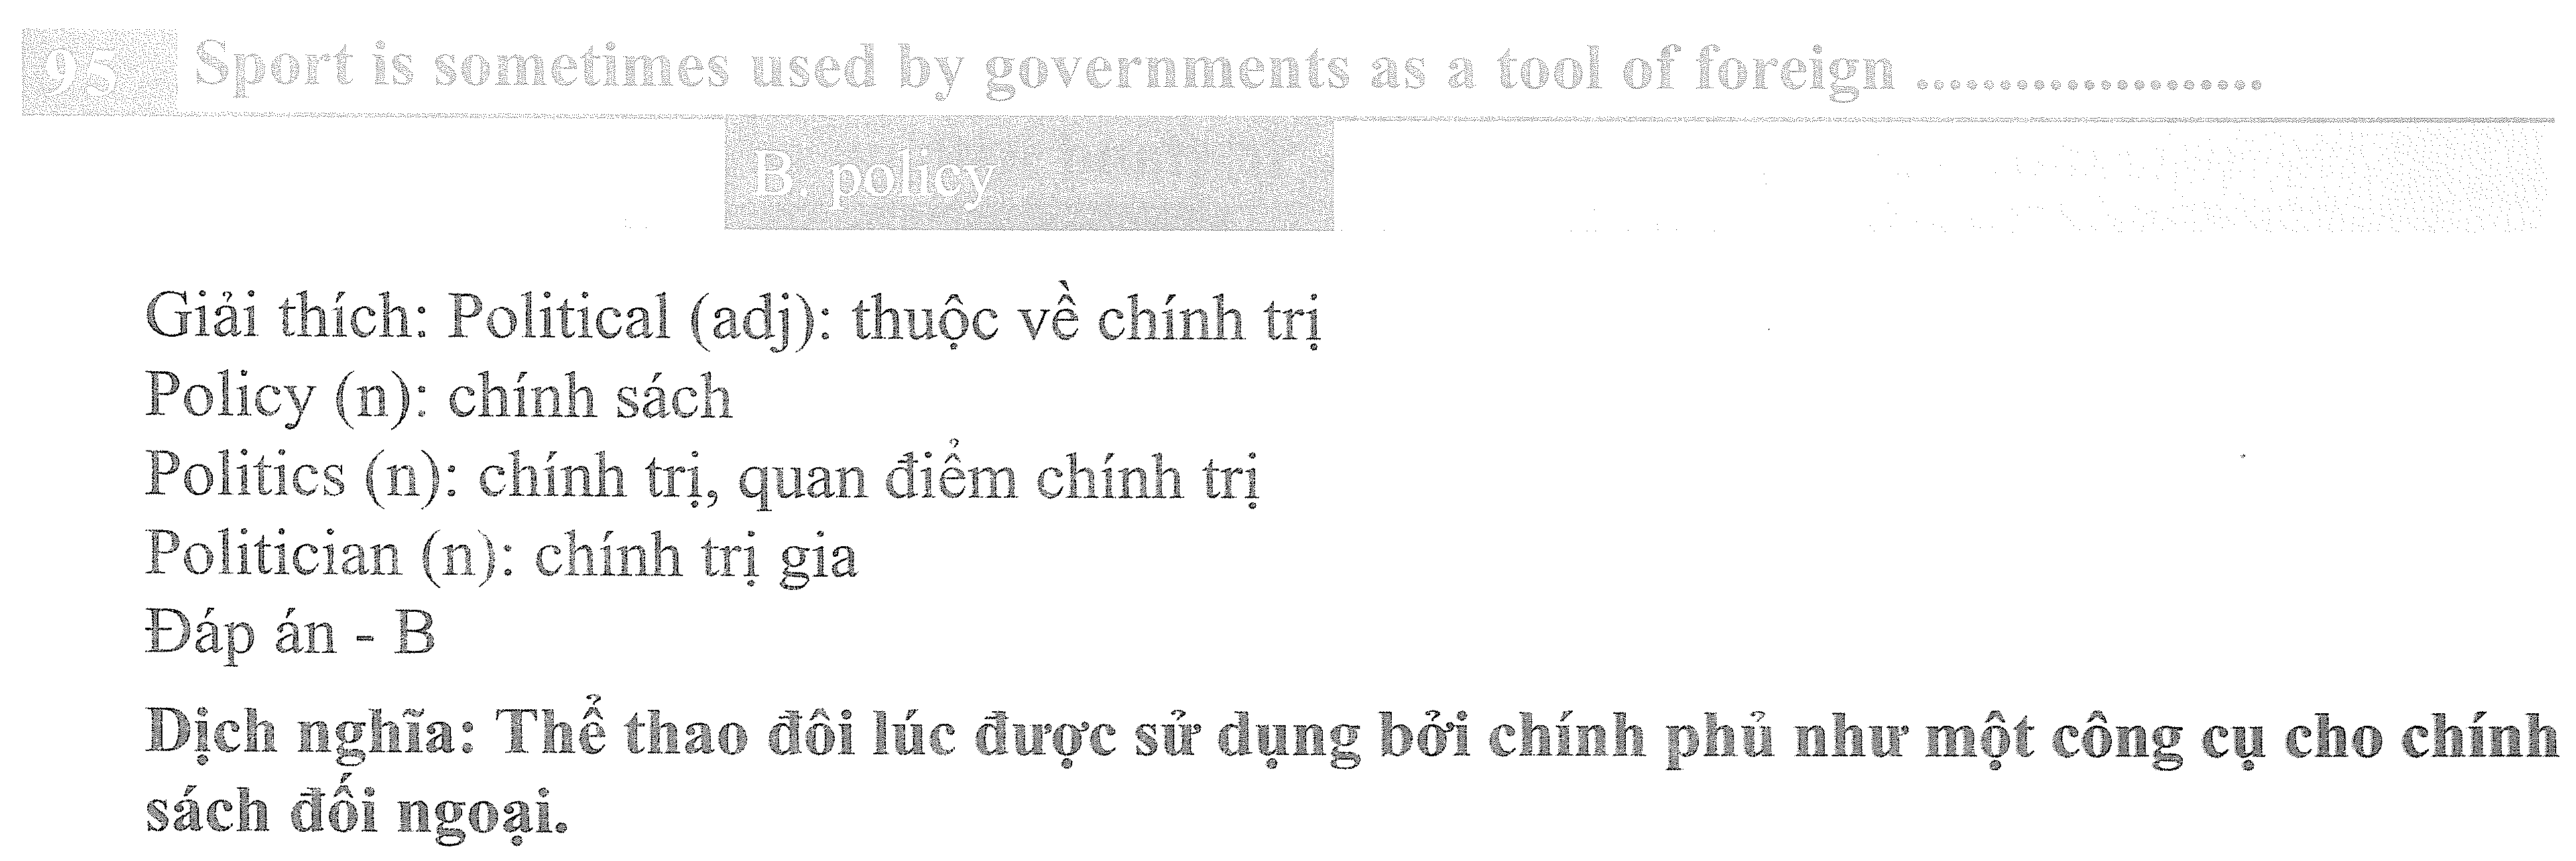 95 Sport is sometimes used by governments as a tool of foreign .....................
B. policy
Giải thích: Political (adj): thuộc về chính trị
Policy (n): chính sách
Politics (n): chính trị, quan điểm chính trị
Politician (n): chính trị gia
Đáp án - B
Dịch nghĩa: Thể thao đôi lúc được sử dụng bởi chính phủ như một công cụ cho chính
sách đối ngoại.